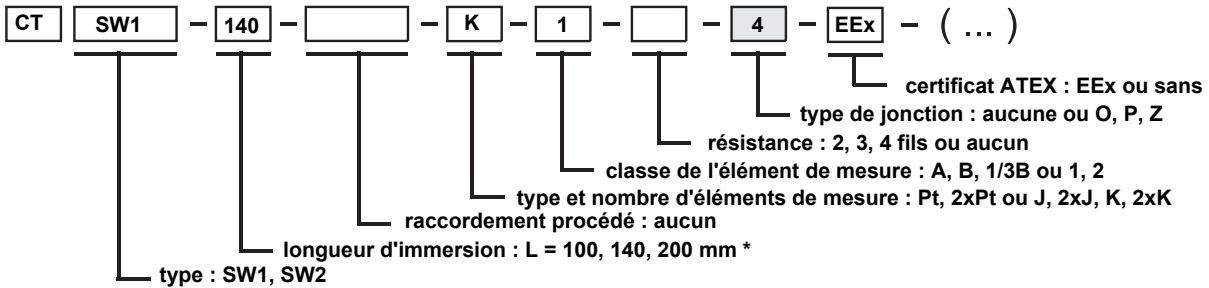 CT SW1 – 140 – – K – 1 – – 4 – EEx – ( ... )
certificat ATEX : EEx ou sans
type de jonction : aucune ou O, P, Z
résistance : 2, 3, 4 fils ou aucun
classe de l'élément de mesure : A, B, 1/3B ou 1, 2
type et nombre d'éléments de mesure : Pt, 2xPt ou J, 2xJ, K, 2xK
raccordement procédé : aucun
longueur d'immersion : L = 100, 140, 200 mm *
type : SW1, SW2